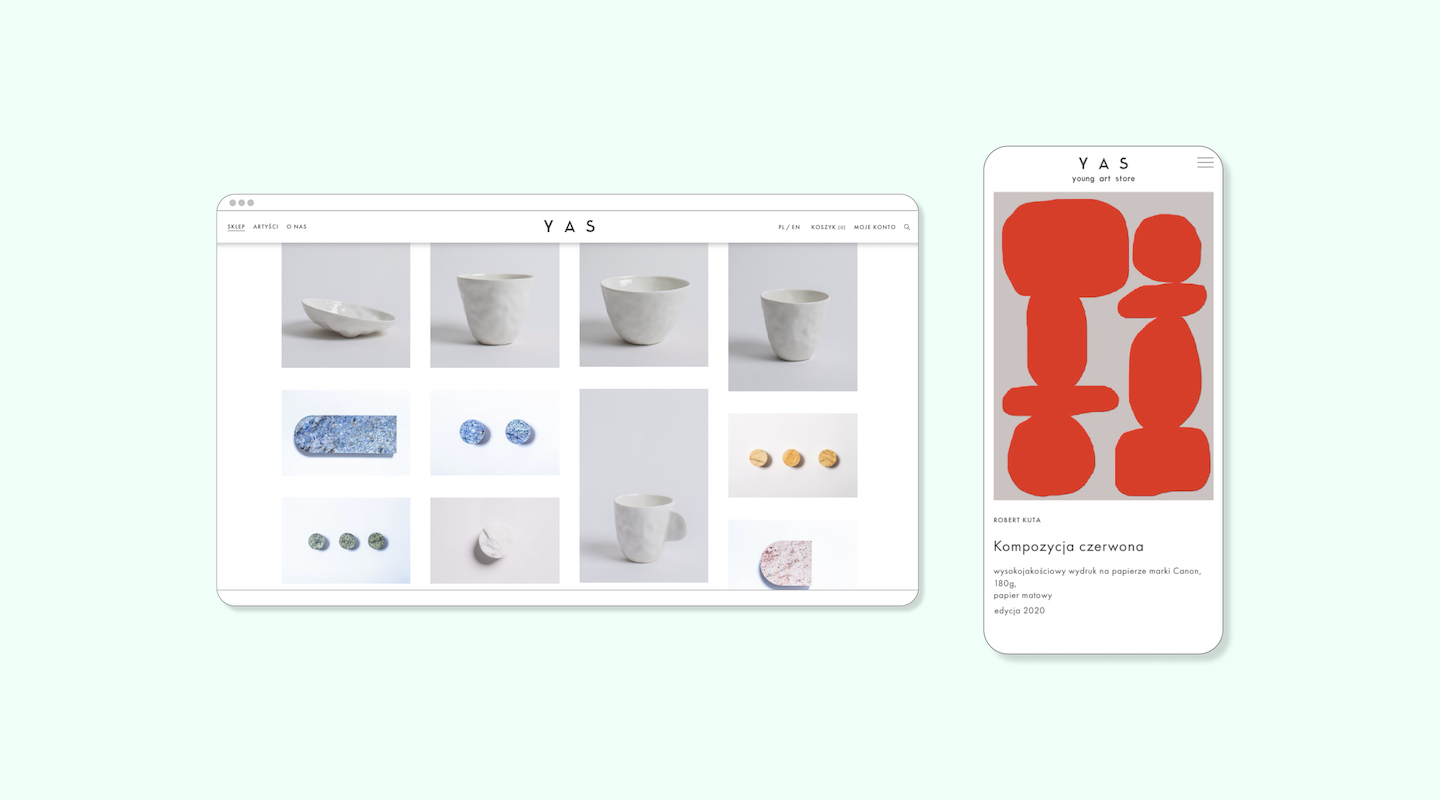 SKLEP ARTYŚCI O NAS
Y A S
PL / EN KOSZYK [0] MOJE KONTO
Y A S
young art store
ROBERT KUTA
Kompozycja czerwona
wysokojakościowy wydruk na papierze marki Canon,
180g,
papier matowy
edycja 2020